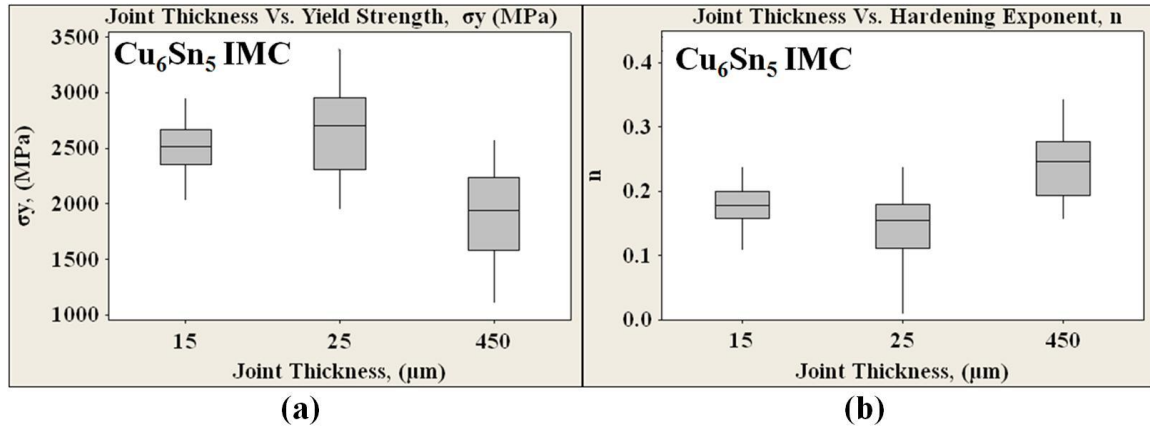 Joint Thickness Vs. Yield Strength, σy (MPa)
Cu₆Sn₅ IMC
3500
3000
2500
2000
1500
1000
σy, (MPa)
15 25 450
Joint Thickness, (μm)
(a)
Joint Thickness Vs. Hardening Exponent, n
Cu₆Sn₅ IMC
0.4
0.3
0.2
0.1
0.0
n
15 25 450
Joint Thickness, (μm)
(b)